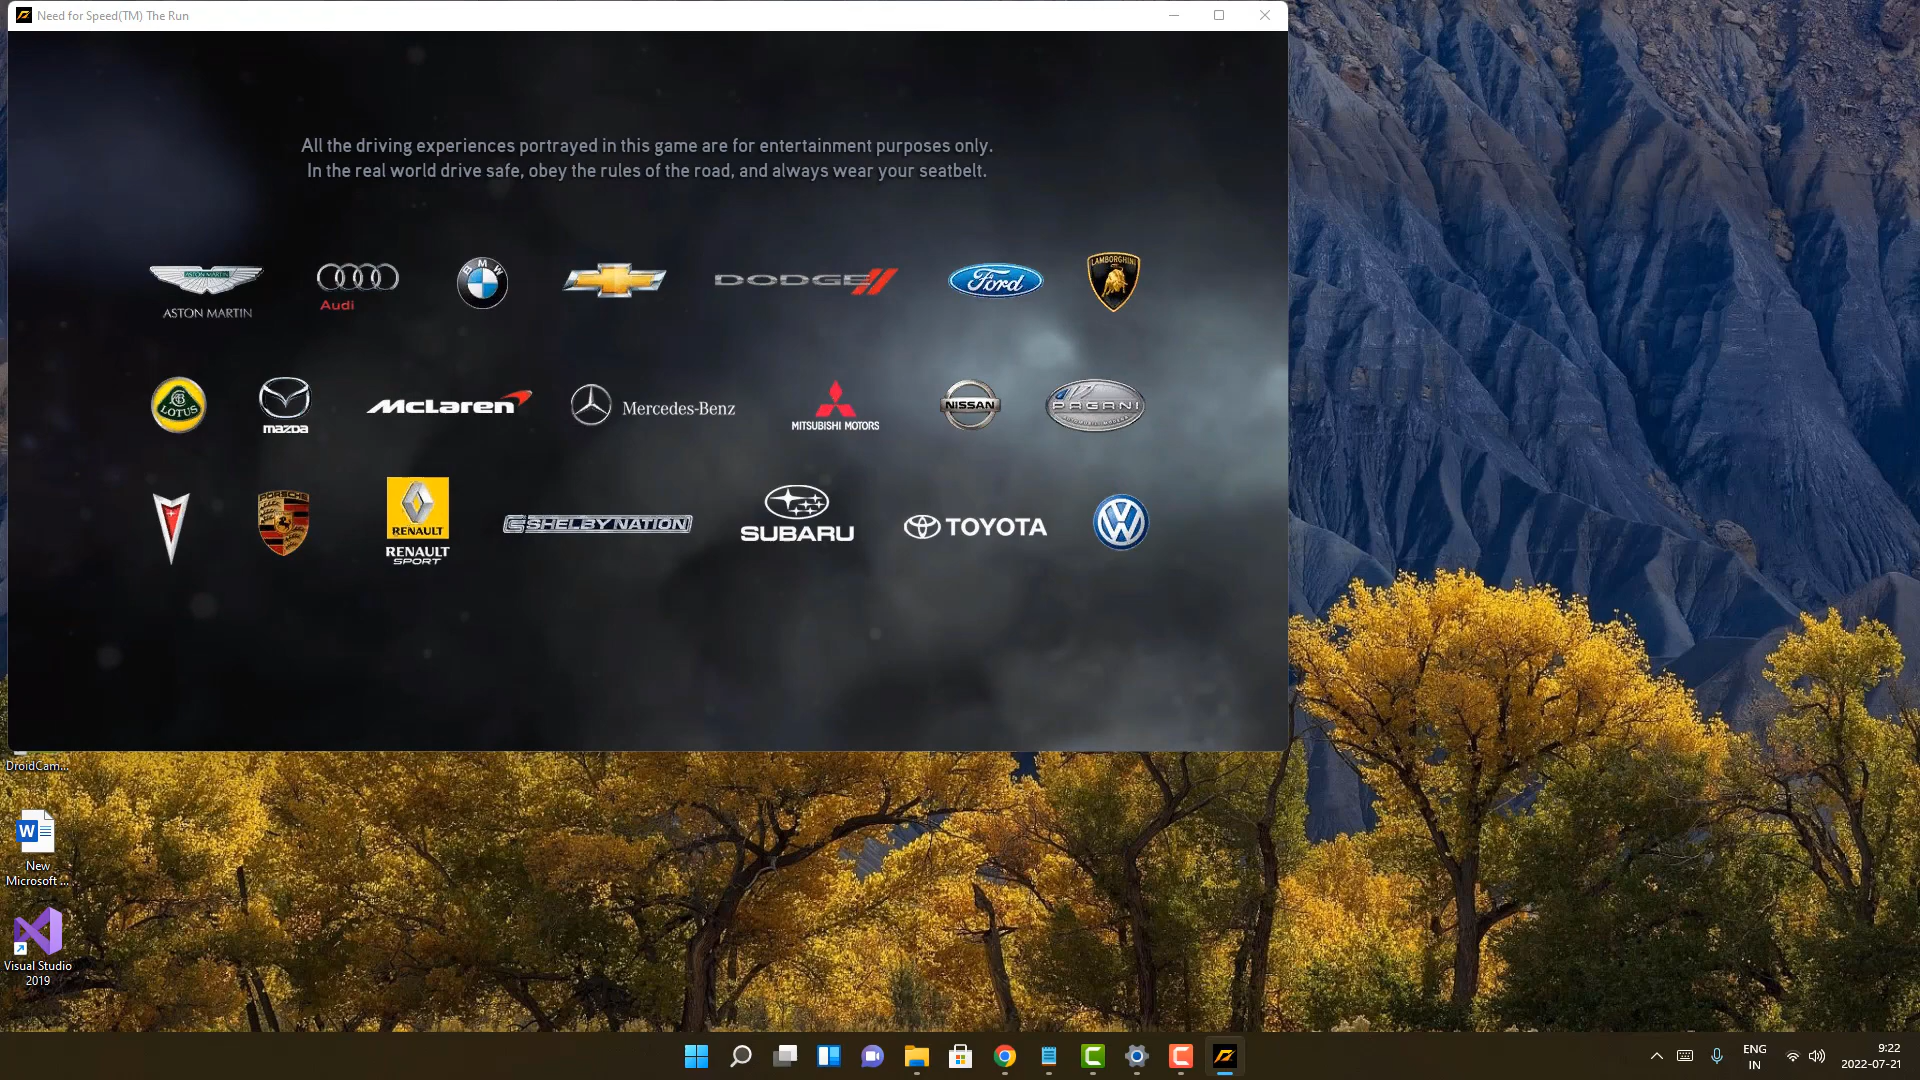 Need for Speed(TM) The Run
All the driving experiences portrayed in this game are for entertainment purposes only.
In the real world drive safe, obey the rules of the road, and always wear your seatbelt.
ASTON MARTIN
ASTON MARTIN
Audi
BMW
DODGE
Ford
LAMBORGHINI
LOTUS
mazda
McLaren
Mercedes-Benz
MITSUBISHI MOTORS
NISSAN
PAGANI
PORSCHE
RENAULT
RENAULT
SPORT
SHELBY NATION
SUBARU
TOYOTA
DroidCam...
New
Microsoft ...
Visual Studio
2019
ENG
IN
9:22
2022-07-21